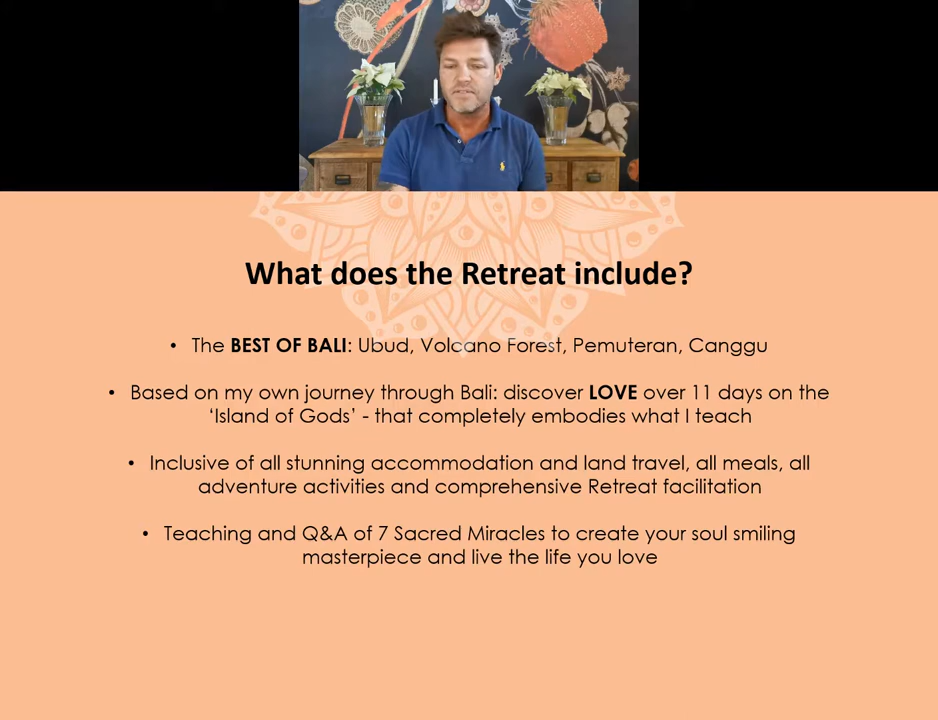 What does the Retreat include?
• The BEST OF BALI: Ubud, Volcano Forest, Pemuteran, Canggu
• Based on my own journey through Bali: discover LOVE over 11 days on the
‘Island of Gods’ - that completely embodies what I teach
• Inclusive of all stunning accommodation and land travel, all meals, all
adventure activities and comprehensive Retreat facilitation
• Teaching and Q&A of 7 Sacred Miracles to create your soul smiling
masterpiece and live the life you love